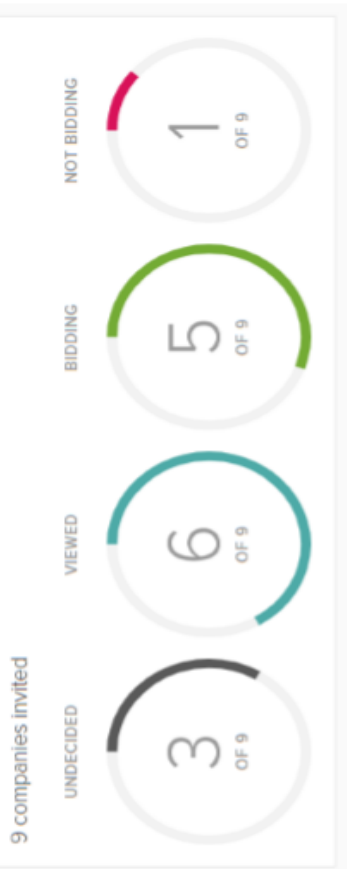 9 companies invited
UNDECIDED
3
OF 9
VIEWED
6
OF 9
BIDDING
5
OF 9
NOT BIDDING
1
OF 9